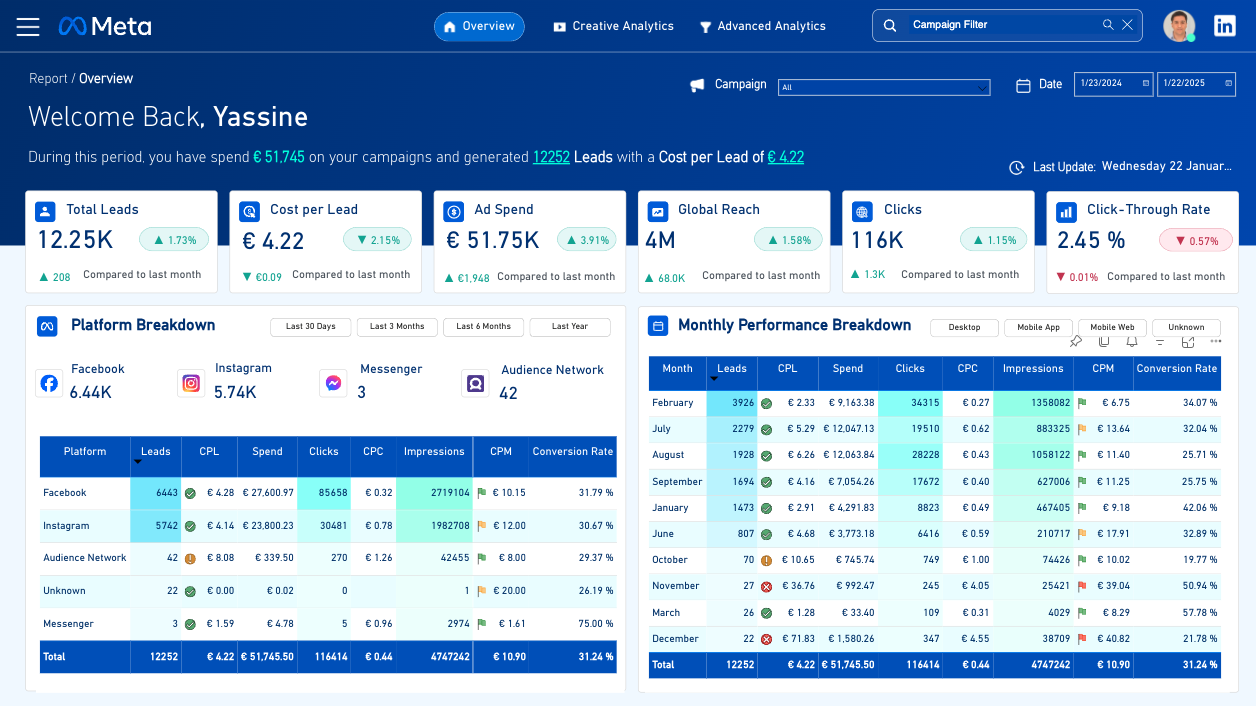 Meta
Overview
Creative Analytics
Advanced Analytics
Campaign Filter
in
Report / Overview
Campaign
All
Date
1/23/2024
1/22/2025
Welcome Back, Yassine
During this period, you have spend € 51,745 on your campaigns and generated 12252 Leads with a Cost per Lead of € 4.22
Last Update: Wednesday 22 Januar...
Total Leads
12.25K
▲ 1.73%
▲ 208 Compared to last month
Cost per Lead
€ 4.22
▼ 2.15%
▼ €0.09 Compared to last month
Ad Spend
€ 51.75K
▲ 3.91%
▲ €1,948 Compared to last month
Global Reach
4M
▲ 1.58%
▲ 68.0K Compared to last month
Clicks
116K
▲ 1.15%
▲ 1.3K Compared to last month
Click-Through Rate
2.45 %
▼ 0.57%
▼ 0.01% Compared to last month
Platform Breakdown
Last 30 Days
Last 3 Months
Last 6 Months
Last Year
Facebook
6.44K
Instagram
5.74K
Messenger
3
Audience Network
42
Platform Leads CPL Spend Clicks CPC Impressions CPM Conversion Rate
Facebook 6443 € 4.28 € 27,600.97 85658 € 0.32 2719104 € 10.15 31.79 %
Instagram 5742 € 4.14 € 23,800.23 30481 € 0.78 1982708 € 12.00 30.67 %
Audience Network 42 € 8.08 € 339.50 270 € 1.26 42455 € 8.00 29.37 %
Unknown 22 € 0.00 € 0.02 0 1 € 20.00 26.19 %
Messenger 3 € 1.59 € 4.78 5 € 0.96 2974 € 1.61 75.00 %
Total 12252 € 4.22 € 51,745.50 116414 € 0.44 4747242 € 10.90 31.24 %
Monthly Performance Breakdown
Desktop
Mobile App
Mobile Web
Unknown
Month Leads CPL Spend Clicks CPC Impressions CPM Conversion Rate
February 3926 € 2.33 € 9,163.38 34315 € 0.27 1358082 € 6.75 34.07 %
July 2279 € 5.29 € 12,047.13 19510 € 0.62 883325 € 13.64 32.04 %
August 1928 € 6.26 € 12,063.84 28228 € 0.43 1058122 € 11.40 25.71 %
September 1694 € 4.16 € 7,054.26 17672 € 0.40 627006 € 11.25 25.75 %
January 1473 € 2.91 € 4,291.83 8823 € 0.49 467405 € 9.18 42.06 %
June 807 € 4.68 € 3,773.18 6416 € 0.59 210717 € 17.91 32.89 %
October 70 € 10.65 € 745.74 749 € 1.00 74426 € 10.02 19.77 %
November 27 € 36.76 € 992.47 245 € 4.05 25421 € 39.04 50.94 %
March 26 € 1.28 € 33.40 109 € 0.31 4029 € 8.29 57.78 %
December 22 € 71.83 € 1,580.26 347 € 4.55 38709 € 40.82 21.78 %
Total 12252 € 4.22 € 51,745.50 116414 € 0.44 4747242 € 10.90 31.24 %